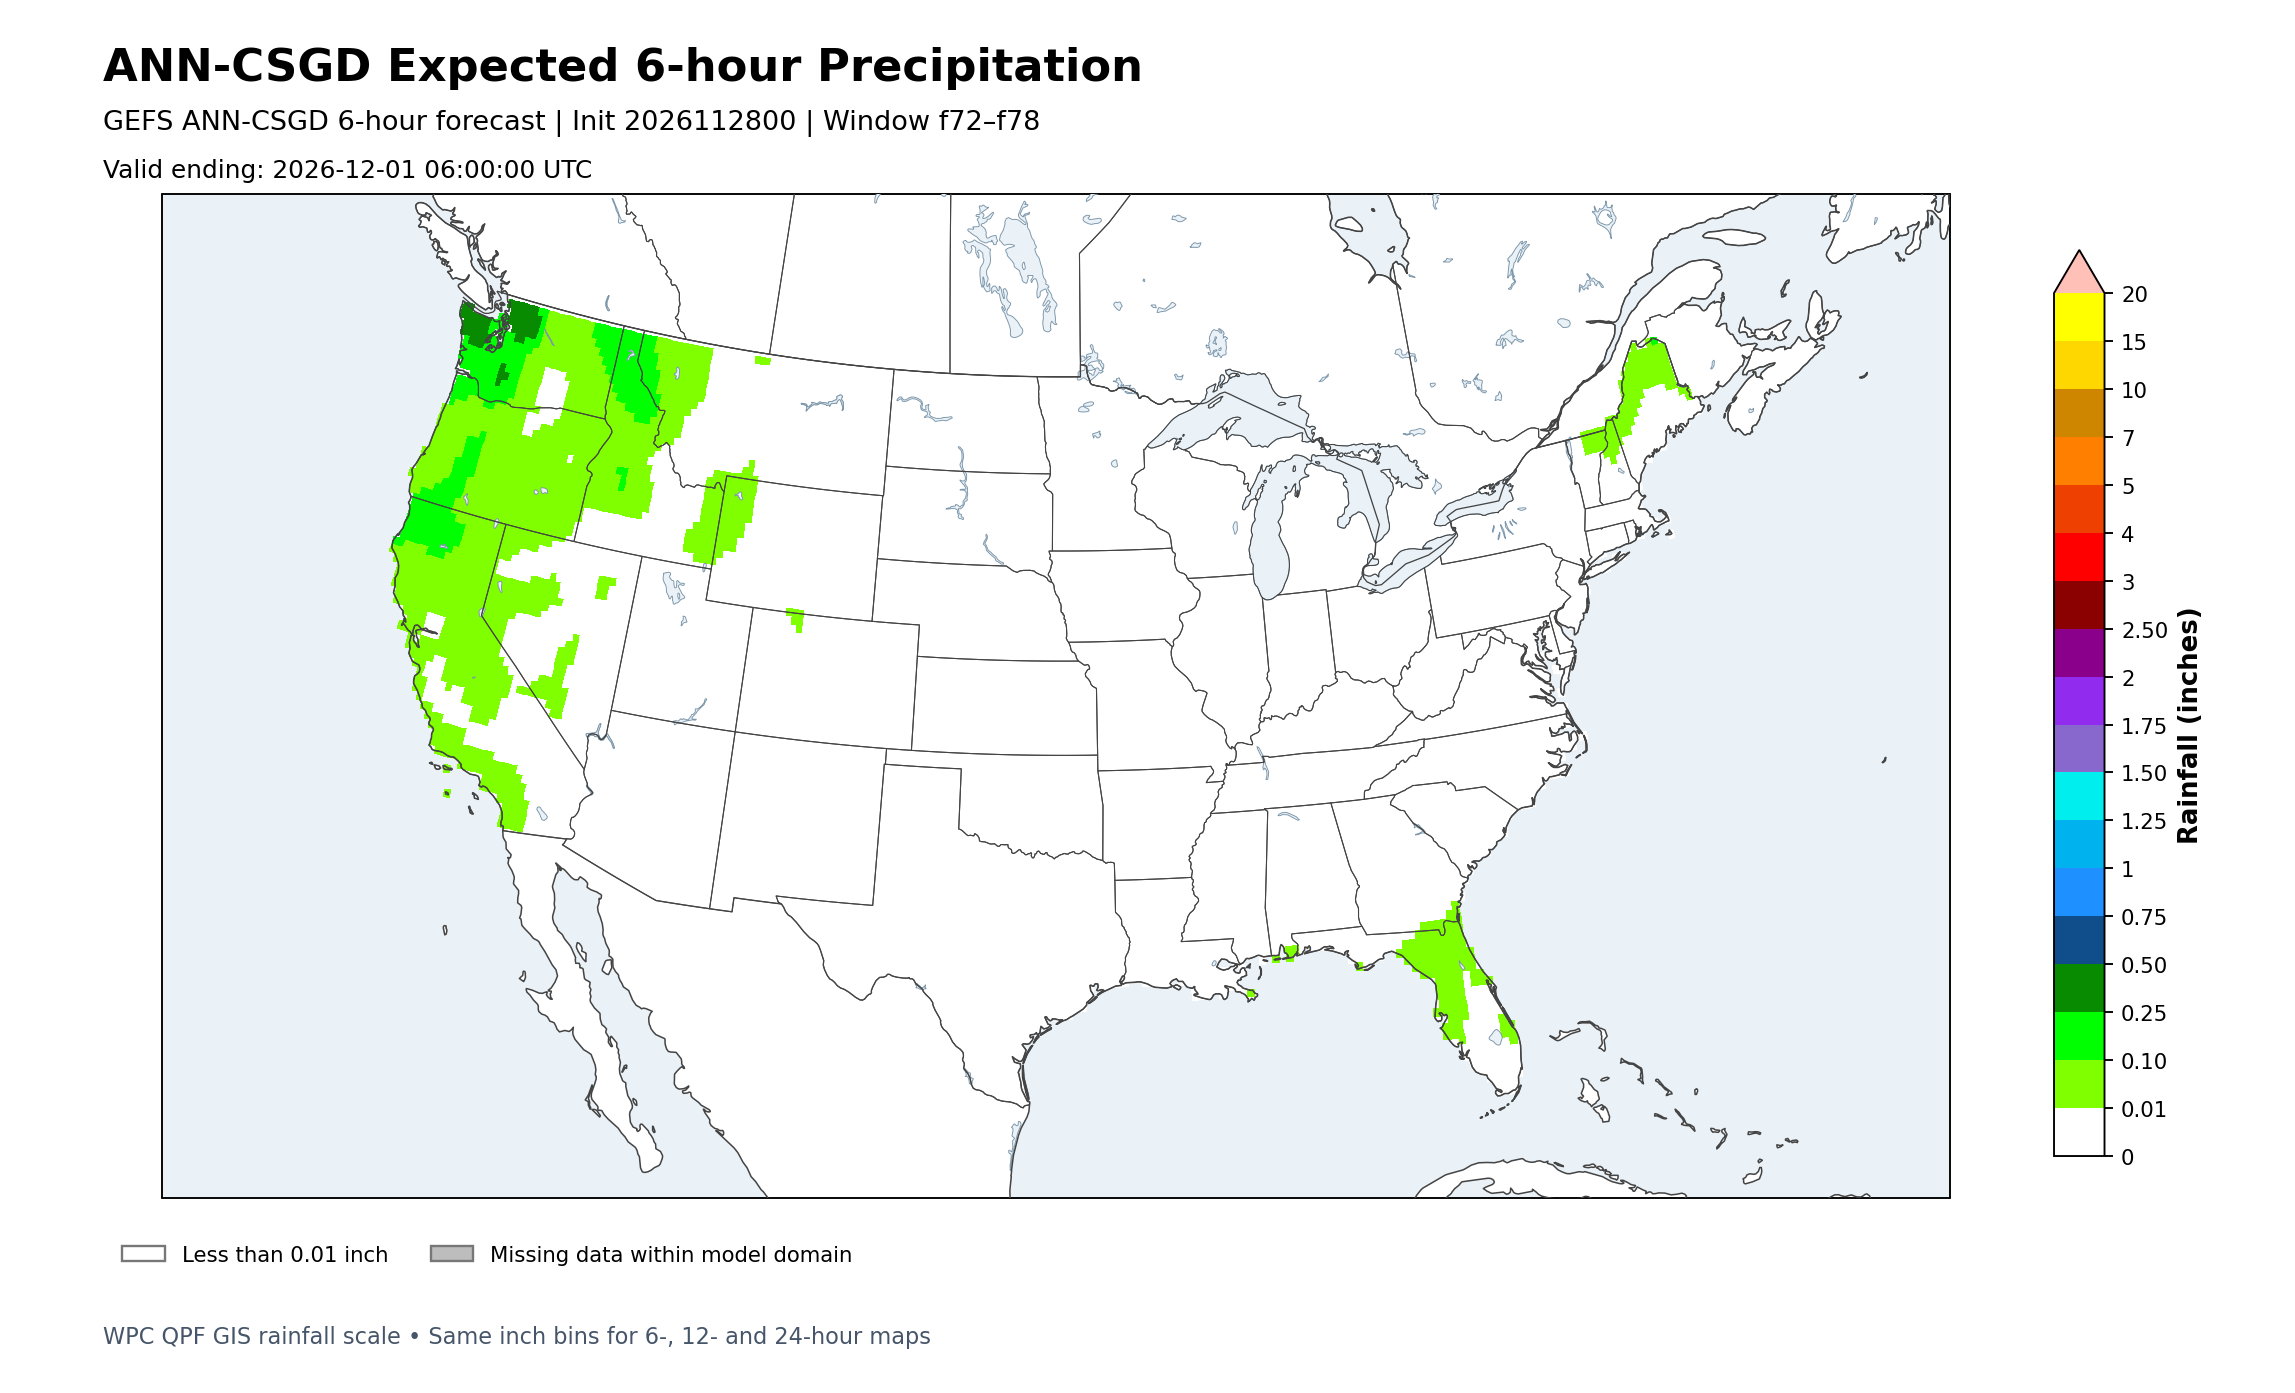 ANN-CSGD Expected 6-hour Precipitation
GEFS ANN-CSGD 6-hour forecast | Init 2026112800 | Window f72–f78
Valid ending: 2026-12-01 06:00:00 UTC
20
15
10
7
5
4
3
2.50
2
1.75
1.50
1.25
1
0.75
0.50
0.25
0.10
0.01
0
Rainfall (inches)
Less than 0.01 inch
Missing data within model domain
WPC QPF GIS rainfall scale • Same inch bins for 6-, 12- and 24-hour maps